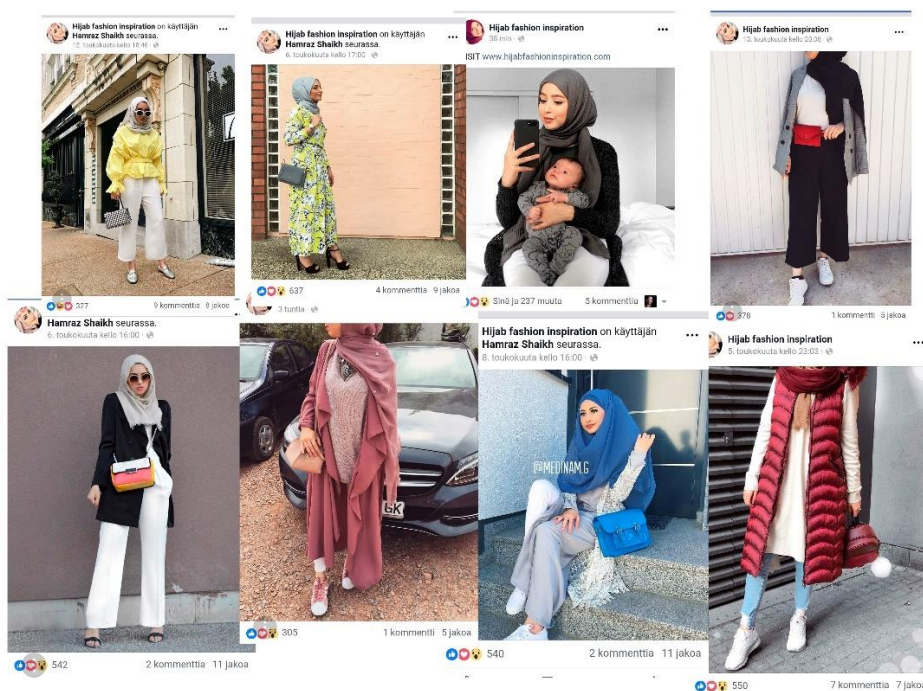 Hijab fashion inspiration on käyttäjän
Hamraz Shaikh seurassa.
12. toukokuuta kello 18:40
327
9 kommenttia 8 jakoa
Hijab fashion inspiration on käyttäjän
Hamraz Shaikh seurassa.
6. toukokuuta kello 17:00
637
4 kommenttia 9 jakoa
Hijab fashion inspiration
38 min
ISIT www.hijabfashioninspiration.com
Sinä ja 237 muuta
5 kommenttia
Hijab fashion inspiration
13. toukokuuta kello 20:36
378
1 kommentti 5 jakoa
Hamraz Shaikh seurassa.
6. toukokuuta kello 16:00
542
2 kommenttia 11 jakoa
3 tuntia
GK
305
1 kommentti 5 jakoa
Hijab fashion inspiration on käyttäjän
Hamraz Shaikh seurassa.
8. toukokuuta kello 16:00
@MEDINAM.G
540
2 kommenttia 11 jakoa
Hijab fashion inspiration
5. toukokuuta kello 23:03
550
7 kommenttia 7 jakoa